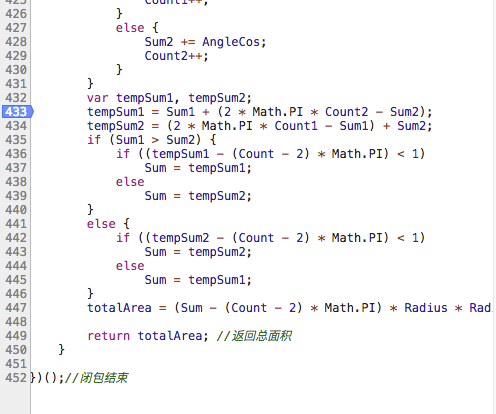 425 Count1++;
426 }
427 else {
428 Sum2 += AngleCos;
429 Count2++;
430 }
431 }
432 var tempSum1, tempSum2;
433 tempSum1 = Sum1 + (2 * Math.PI * Count2 - Sum2);
434 tempSum2 = (2 * Math.PI * Count1 - Sum1) + Sum2;
435 if (Sum1 > Sum2) {
436 if ((tempSum1 - (Count - 2) * Math.PI) < 1)
437 Sum = tempSum1;
438 else
439 Sum = tempSum2;
440 }
441 else {
442 if ((tempSum2 - (Count - 2) * Math.PI) < 1)
443 Sum = tempSum2;
444 else
445 Sum = tempSum1;
446 }
447 totalArea = (Sum - (Count - 2) * Math.PI) * Radius * Rad
448
449 return totalArea; //返回总面积
450 }
451
452 })();//闭包结束